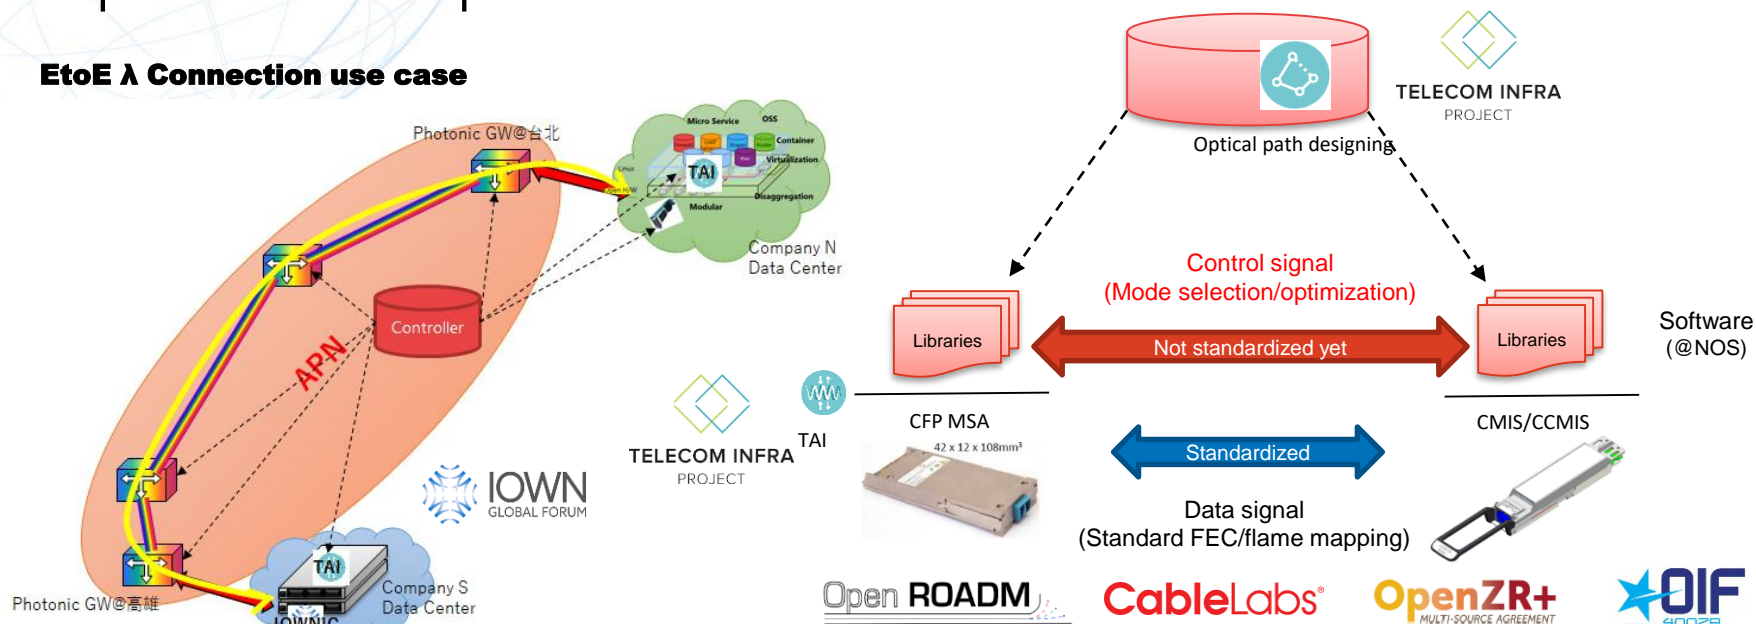 EtoE λ Connection use case
Photonic GW@台北
Micro Service
OSS
Container
Virtualization
Linux
Open H/W
TAI
Disaggregation
Modular
Company N
Data Center
Controller
APN
IOWN
GLOBAL FORUM
TAI
Company S
Data Center
IOWNIC
Photonic GW@高雄
TELECOM INFRA
PROJECT
Optical path designing
TELECOM INFRA
PROJECT
Control signal
(Mode selection/optimization)
Libraries
Not standardized yet
Libraries
Software
(@NOS)
TAI
CFP MSA
42 x 12 x 108mm³
CMIS/CCMIS
Standardized
Data signal
(Standard FEC/flame mapping)
Open ROADM
CableLabs®
OpenZR+
MULTI-SOURCE AGREEMENT
OIF
400ZR